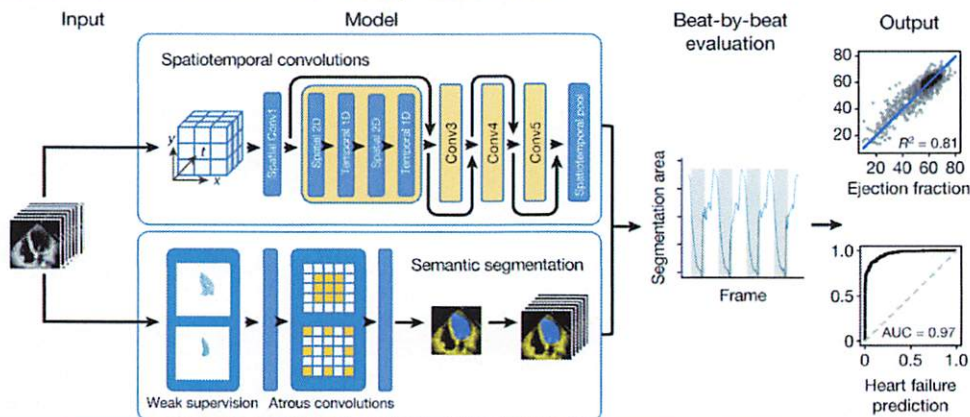 Input
Model
Beat-by-beat
evaluation
Output
Spatiotemporal convolutions
y
t
x
Spatial Conv1
Spatial 2D
Temporal 1D
Spatial 2D
Temporal 1D
Conv3
Conv4
Conv5
Spatiotemporal pool
Semantic segmentation
Weak supervision
Atrous convolutions
Segmentation area
Frame
80
60
40
20
R² = 0.81
20 40 60 80
Ejection fraction
1.0
0.5
0
AUC = 0.97
0 0.5 1.0
Heart failure
prediction